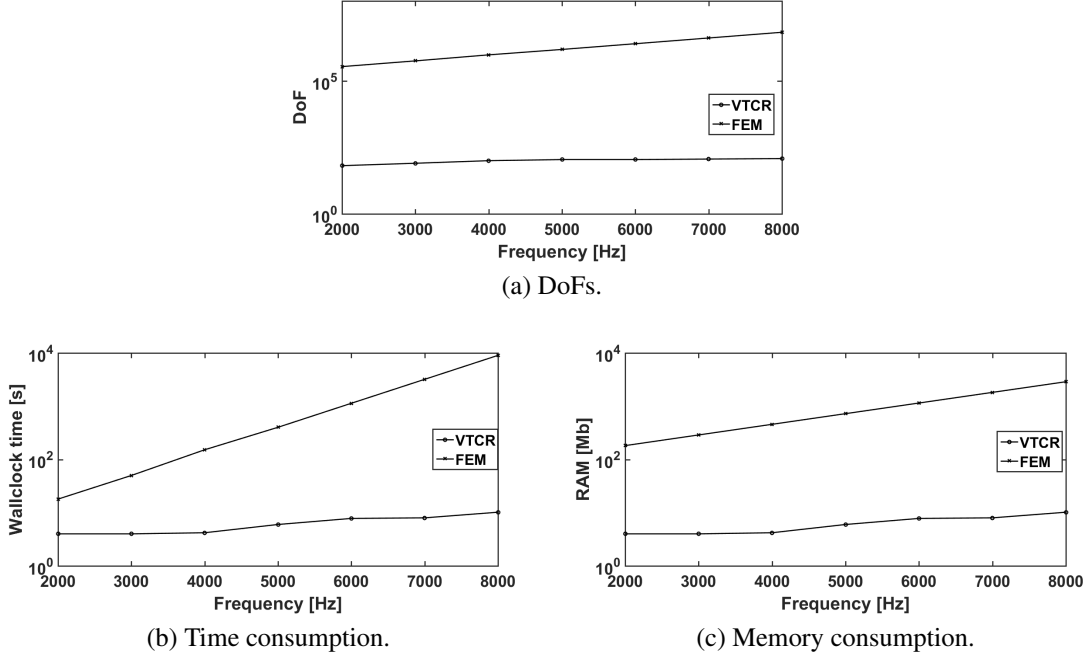 DoF
10^5
10^0
VTCR
FEM
2000 3000 4000 5000 6000 7000 8000
Frequency [Hz]
(a) DoFs.
Wallclock time [s]
10^4
10^2
10^0
VTCR
FEM
2000 3000 4000 5000 6000 7000 8000
Frequency [Hz]
(b) Time consumption.
RAM [Mb]
10^4
10^2
10^0
VTCR
FEM
2000 3000 4000 5000 6000 7000 8000
Frequency [Hz]
(c) Memory consumption.